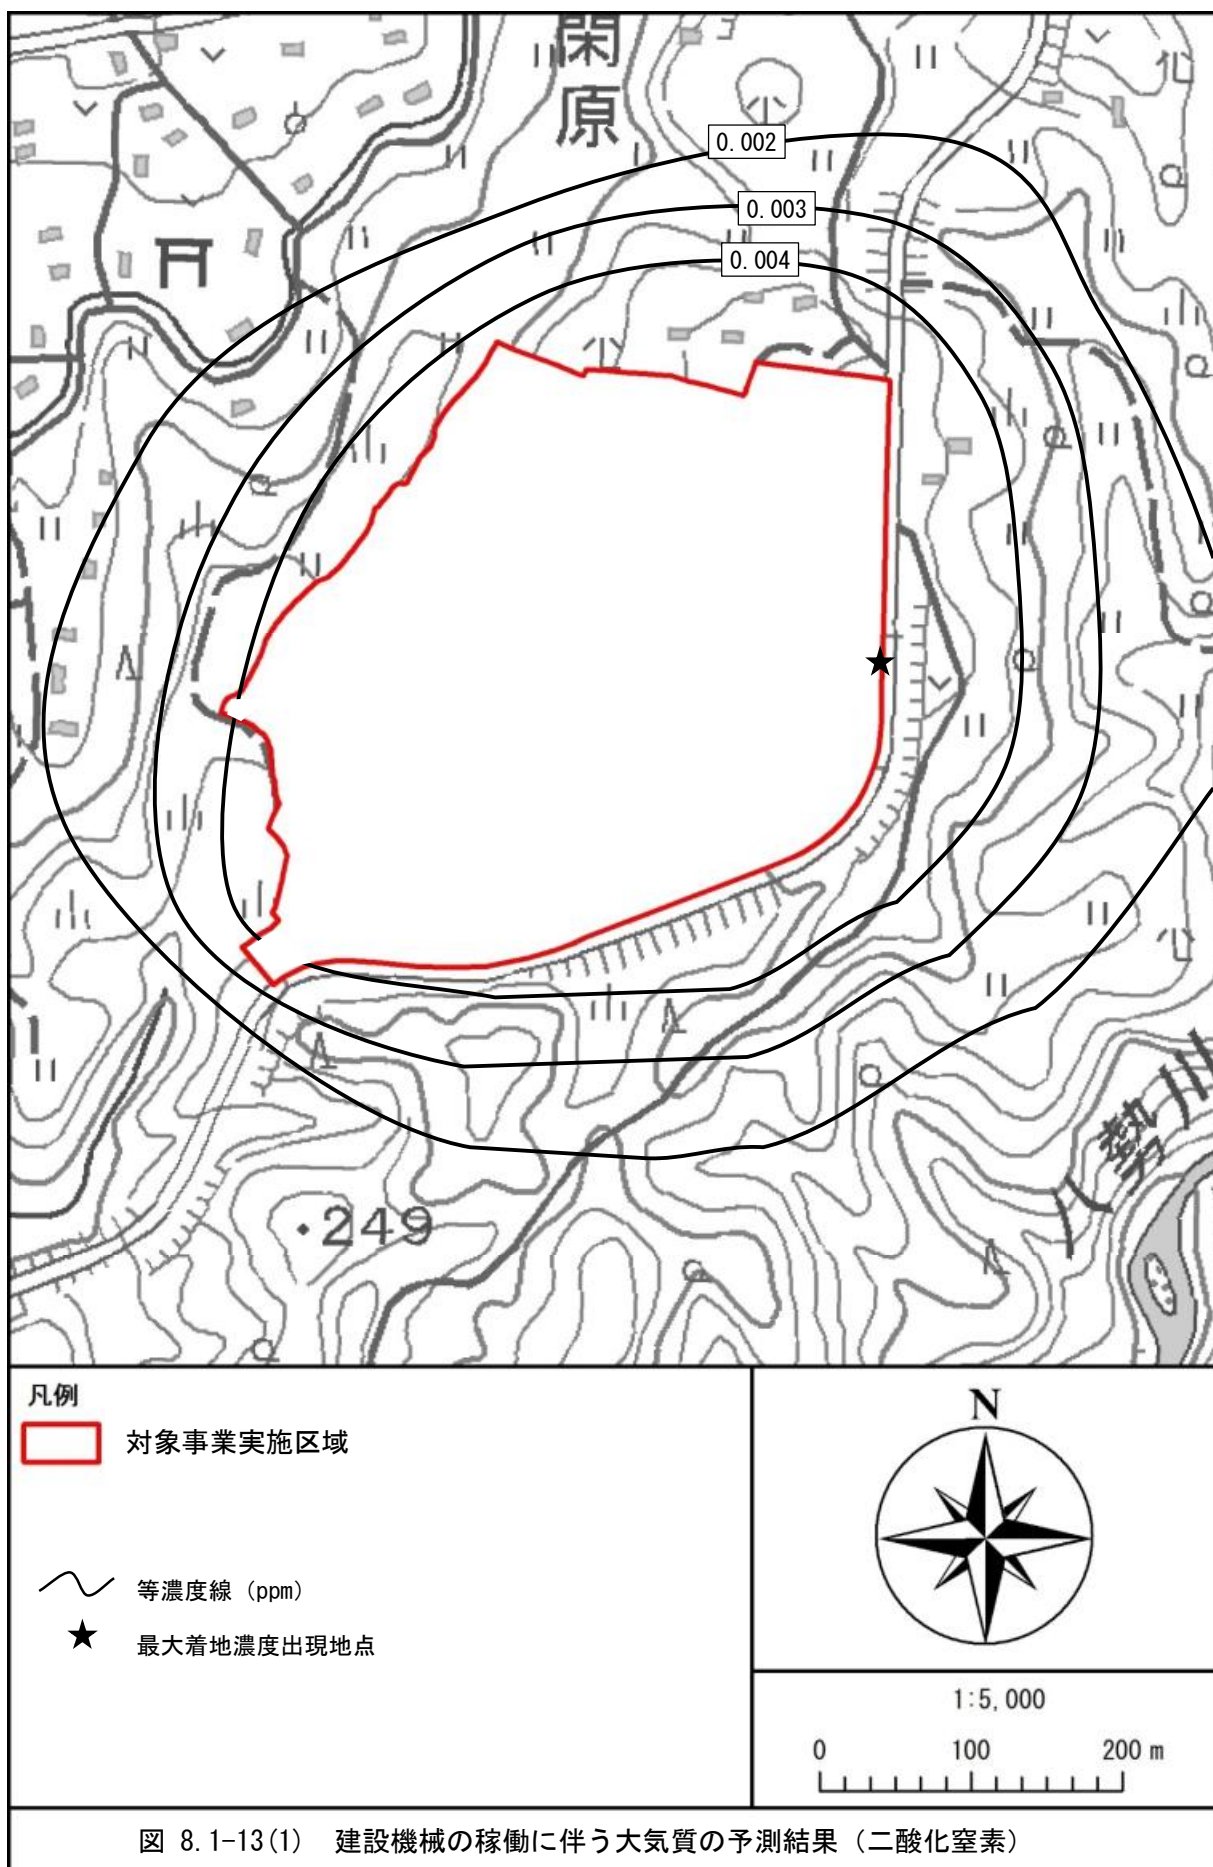 関原
0.002
0.003
0.004
勢川
249
凡例
対象事業実施区域
等濃度線 (ppm)
最大着地濃度出現地点
N
1:5,000
0 100 200 m
図 8.1-13(1) 建設機械の稼働に伴う大気質の予測結果（二酸化窒素）